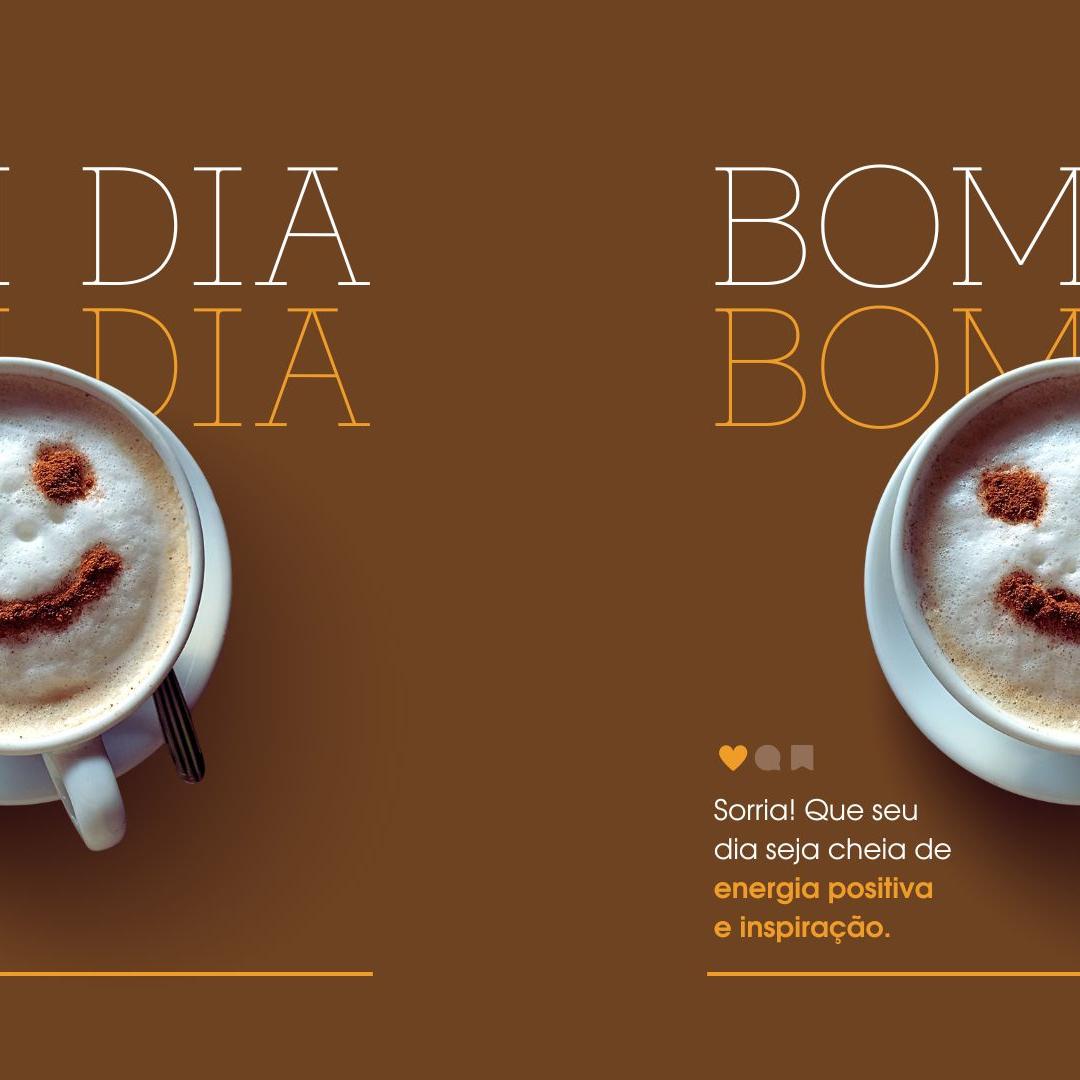 DIA
DIA
BOM
BOM
Sorria! Que seu
dia seja cheia de
energia positiva
e inspiração.